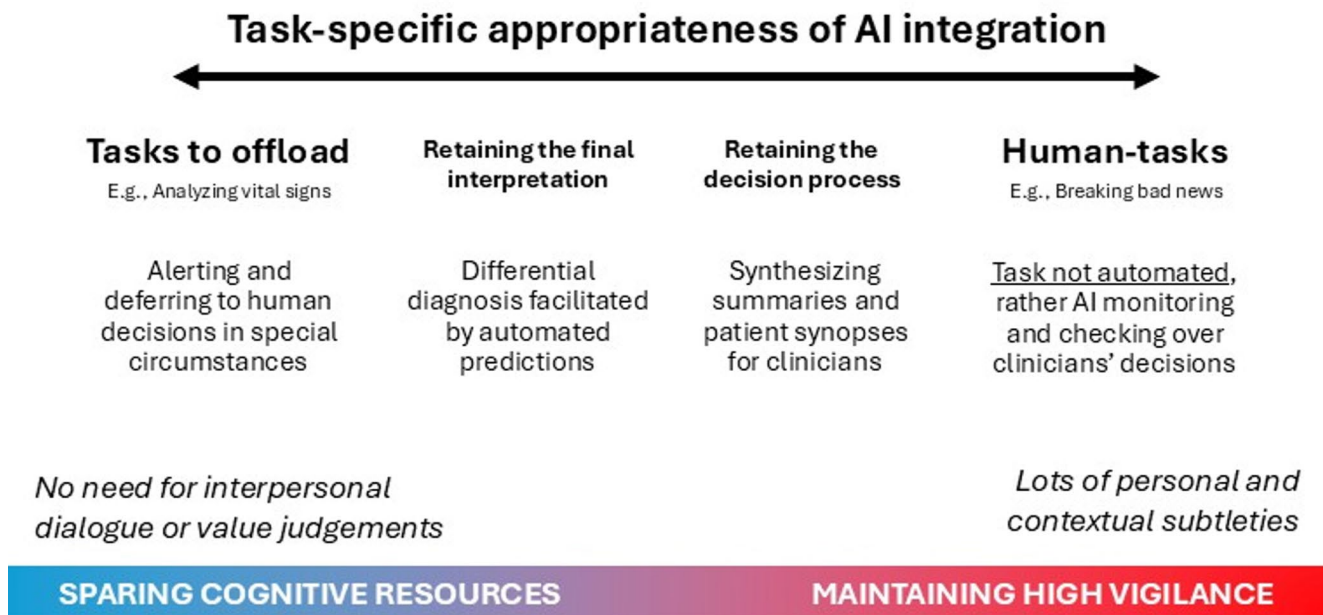 Task-specific appropriateness of AI integration
Tasks to offload
E.g., Analyzing vital signs
Alerting and
deferring to human
decisions in special
circumstances
Retaining the final
interpretation
Differential
diagnosis facilitated
by automated
predictions
Retaining the
decision process
Synthesizing
summaries and
patient synopses
for clinicians
Human-tasks
E.g., Breaking bad news
Task not automated,
rather AI monitoring
and checking over
clinicians’ decisions
No need for interpersonal
dialogue or value judgements
Lots of personal and
contextual subtleties
SPARING COGNITIVE RESOURCES
MAINTAINING HIGH VIGILANCE